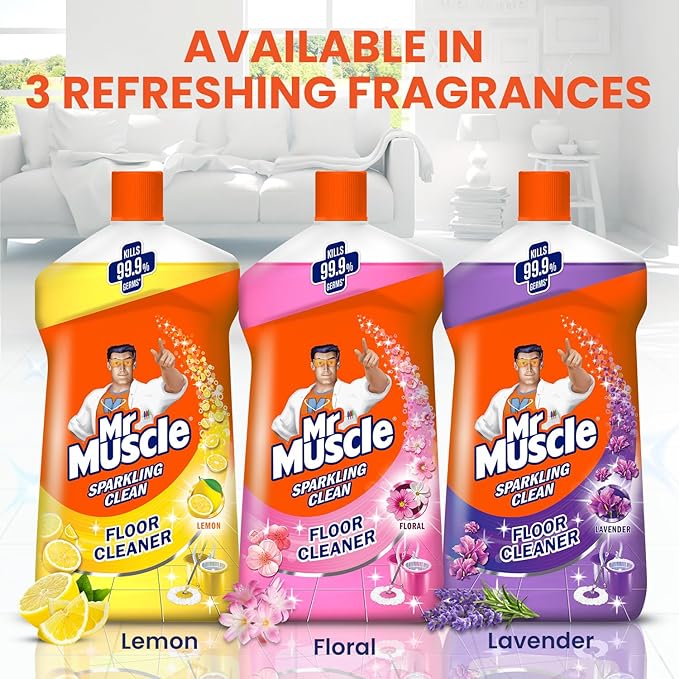 AVAILABLE IN
3 REFRESHING FRAGRANCES
KILLS
99.9%
GERMS*
Mr
Muscle®
SPARKLING
CLEAN
LEMON
FLOOR
CLEANER
Lemon
KILLS
99.9%
GERMS*
Mr
Muscle®
SPARKLING
CLEAN
FLORAL
FLOOR
CLEANER
Floral
KILLS
99.9%
GERMS*
Mr
Muscle®
SPARKLING
CLEAN
LAVENDER
FLOOR
CLEANER
Lavender